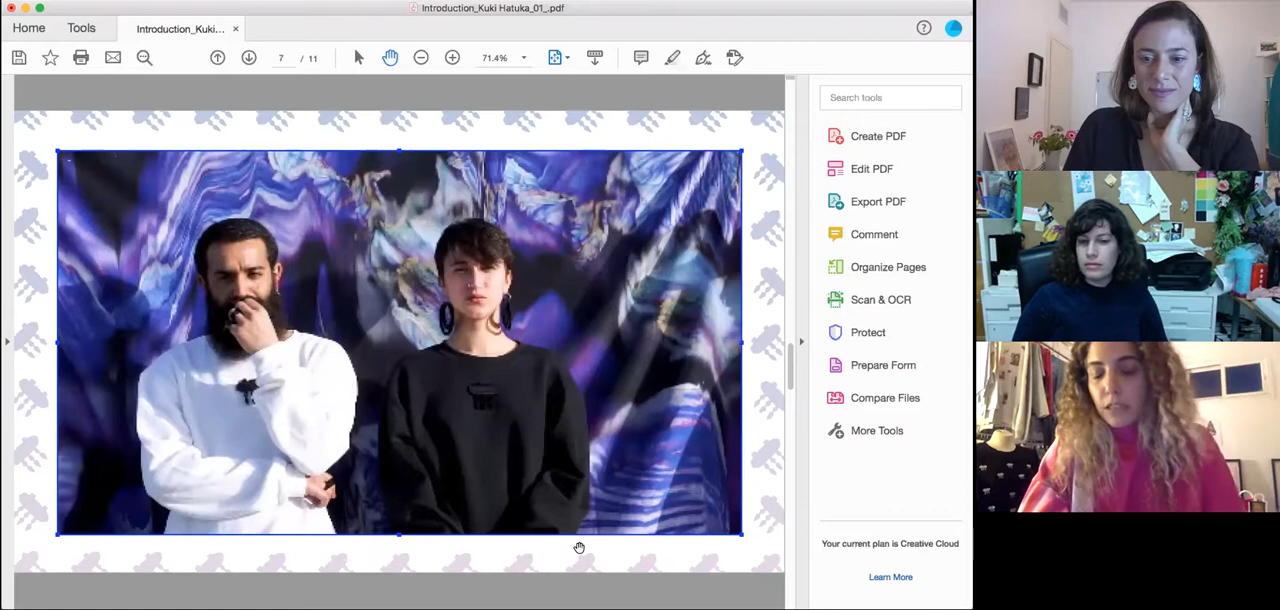 Introduction_Kuki Hatuka_01_.pdf
Home
Tools
Introduction_Kuki... ×
7 / 11
71.4%
Search tools
Create PDF
Edit PDF
Export PDF
Comment
Organize Pages
Scan & OCR
Protect
Prepare Form
Compare Files
More Tools
Your current plan is Creative Cloud
Learn More